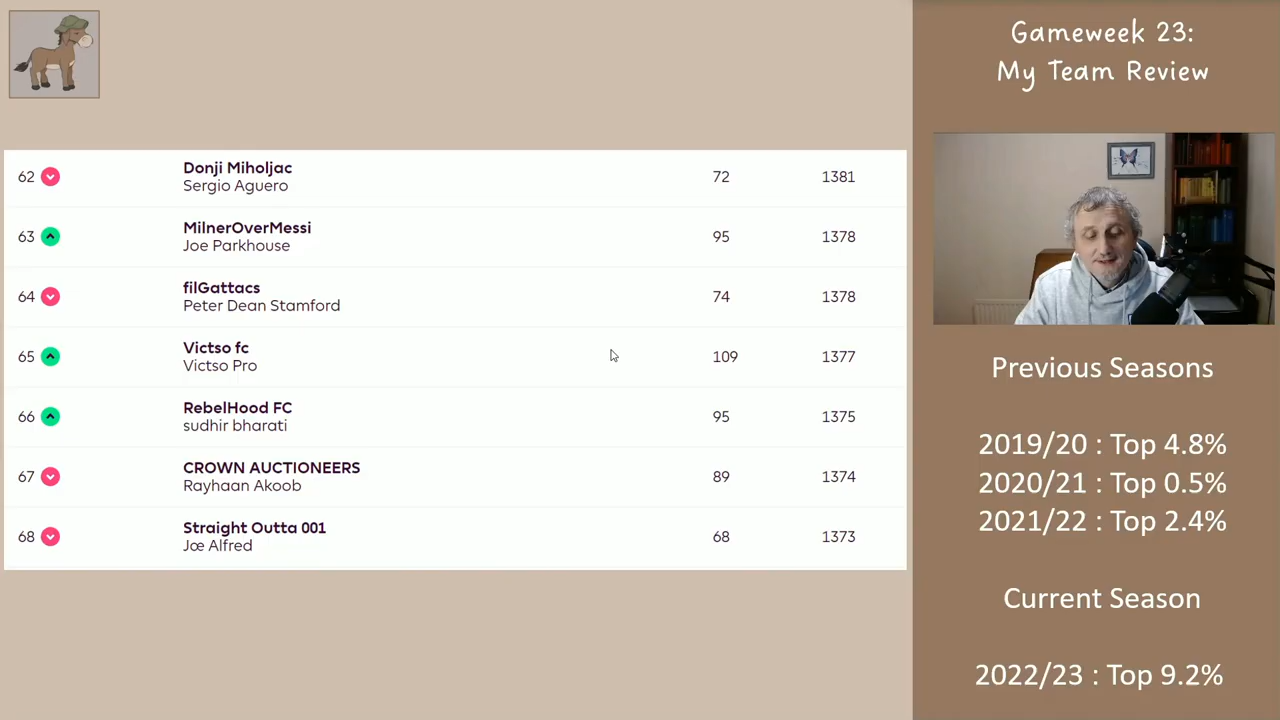 Gameweek 23:
My Team Review
62 Donji Miholjac 72 1381
Sergio Aguero
63 MilnerOverMessi 95 1378
Joe Parkhouse
64 filGattacs 74 1378
Peter Dean Stamford
65 Victso fc 109 1377
Victso Pro
66 RebelHood FC 95 1375
sudhir bharati
67 CROWN AUCTIONEERS 89 1374
Rayhaan Akoob
68 Straight Outta 001 68 1373
Jœ Alfred
Previous Seasons
2019/20 : Top 4.8%
2020/21 : Top 0.5%
2021/22 : Top 2.4%
Current Season
2022/23 : Top 9.2%